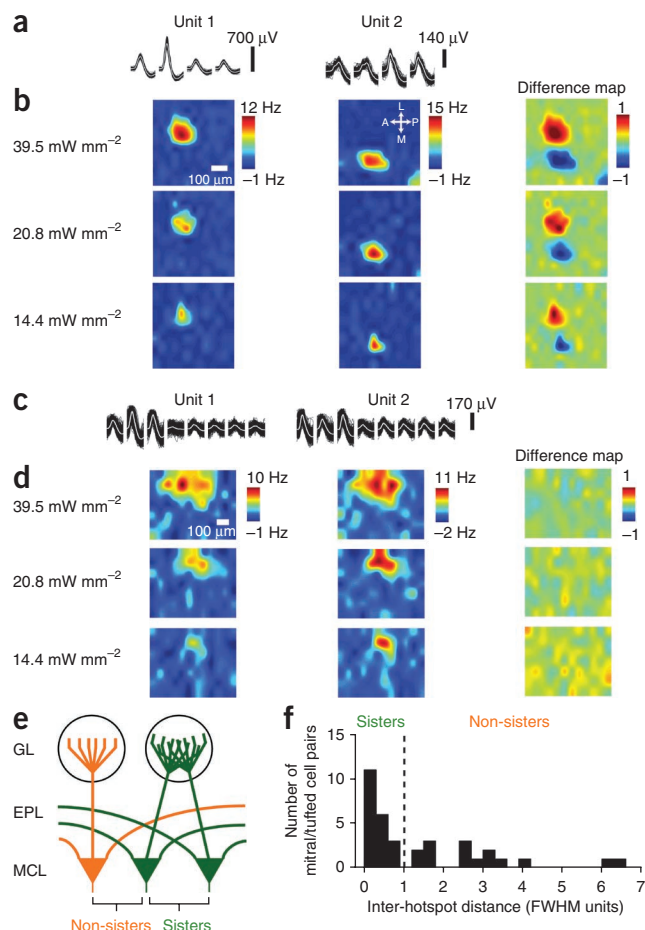 a
Unit 1
700 μV
Unit 2
140 μV
b
Difference map
39.5 mW mm−2
12 Hz
−1 Hz
100 μm
15 Hz
−1 Hz
L
A P
M
1
−1
20.8 mW mm−2
14.4 mW mm−2
c
Unit 1
Unit 2
170 μV
d
Difference map
39.5 mW mm−2
10 Hz
−1 Hz
100 μm
11 Hz
−2 Hz
1
−1
20.8 mW mm−2
14.4 mW mm−2
e
GL
EPL
MCL
Non-sisters Sisters
f
Sisters Non-sisters
Number of
mitral/tufted cell pairs
15
10
5
0
0 1 2 3 4 5 6 7
Inter-hotspot distance (FWHM units)